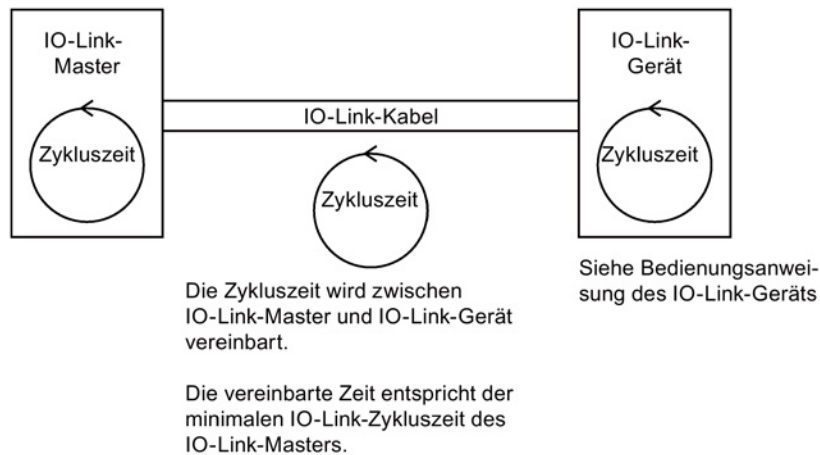 IO-Link-
Master
Zykluszeit
IO-Link-Kabel
Zykluszeit
IO-Link-
Gerät
Zykluszeit
Die Zykluszeit wird zwischen
IO-Link-Master und IO-Link-Gerät
vereinbart.
Die vereinbarte Zeit entspricht der
minimalen IO-Link-Zykluszeit des
IO-Link-Masters.
Siehe Bedienungsanwei-
sung des IO-Link-Geräts